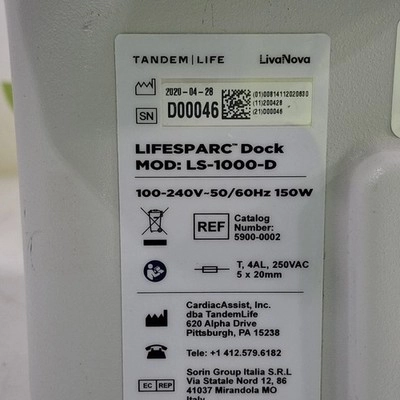 TANDEM|LIFE LivaNova
2020-04-28
SN D00046
(01)00814112020800
(11)200428
(21)000046
LIFESPARC™ Dock
MOD: LS-1000-D
100-240V~50/60Hz 150W
REF Catalog
Number:
5900-0002
T, 4AL, 250VAC
5 x 20mm
CardiacAssist, Inc.
dba TandemLife
620 Alpha Drive
Pittsburgh, PA 15238
Tele: +1 412.579.6182
EC REP Sorin Group Italia S.R.L
Via Statale Nord 12, 86
41037 Mirandola MO
Italy